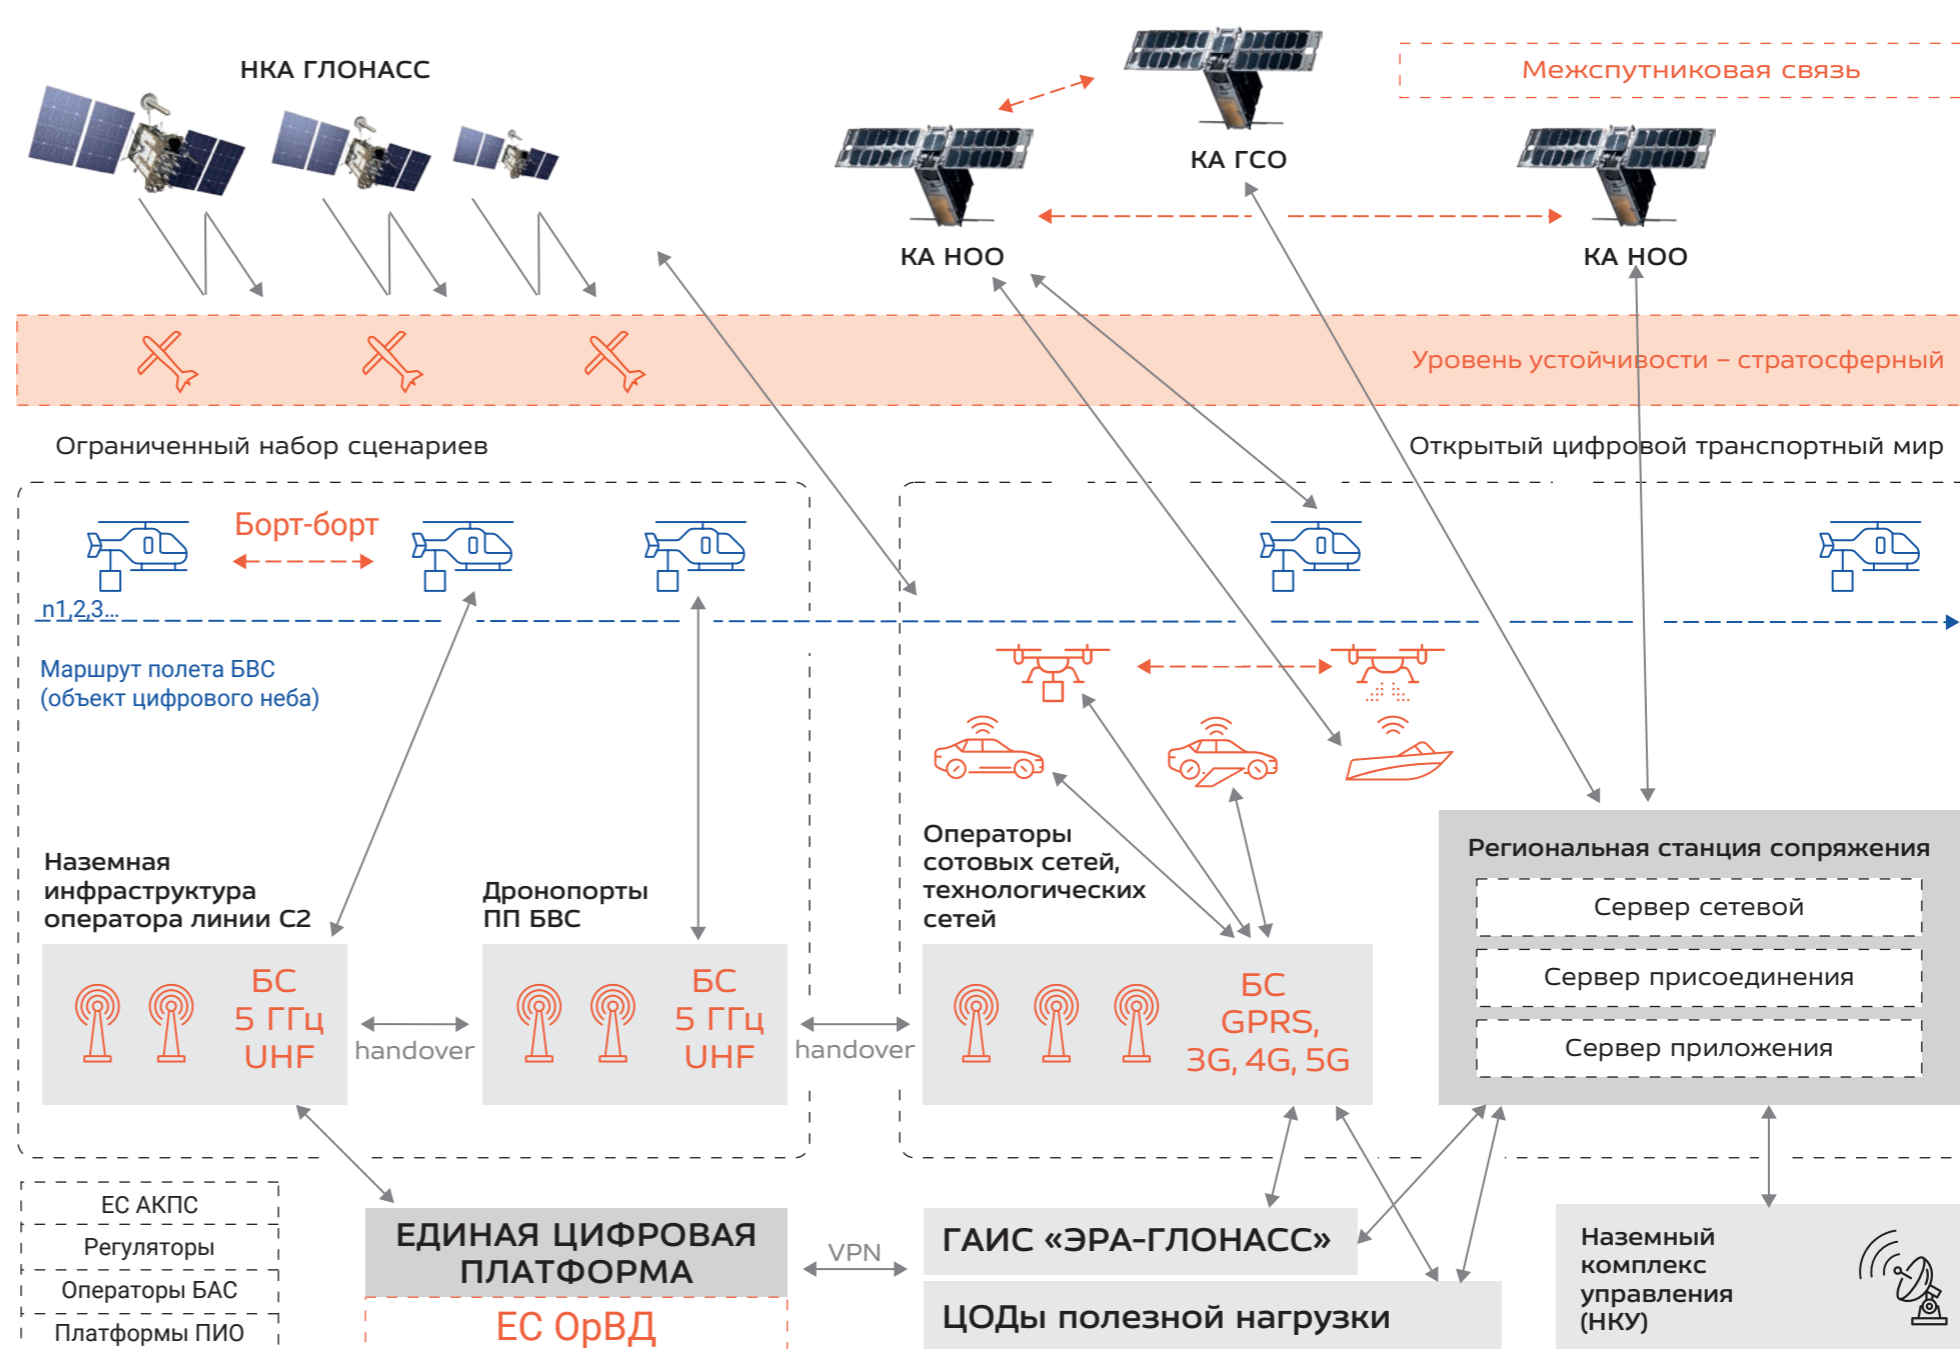 НКА ГЛОНАСС
Межспутниковая связь
КА ГСО
КА НОО
КА НОО
Уровень устойчивости – стратосферный
Ограниченный набор сценариев
Открытый цифровой транспортный мир
Борт-борт
n1,2,3...
Маршрут полета БВС
(объект цифрового неба)
Наземная
инфраструктура
оператора линии С2
Дронопорты
ПП БВС
Операторы
сотовых сетей,
технологических
сетей
Региональная станция сопряжения
Сервер сетевой
Сервер присоединения
Сервер приложения
БС
5 ГГц
UHF
handover
БС
5 ГГц
UHF
handover
БС
GPRS,
3G, 4G, 5G
ЕС АКПС
Регуляторы
Операторы БАС
Платформы ПИО
ЕДИНАЯ ЦИФРОВАЯ
ПЛАТФОРМА
ЕС ОрВД
VPN
ГАИС «ЭРА-ГЛОНАСС»
ЦОДы полезной нагрузки
Наземный
комплекс
управления
(НКУ)